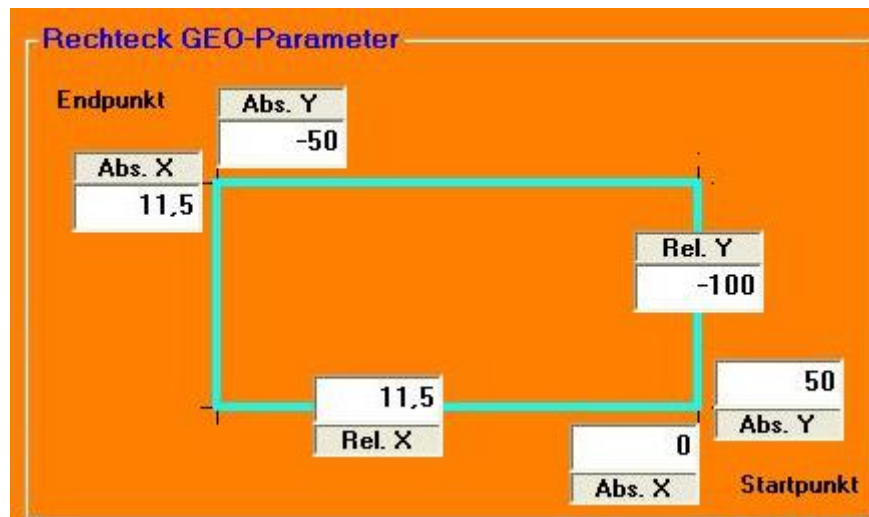 Rechteck GEO-Parameter
Endpunkt
Abs. Y
-50
Abs. X
11,5
Rel. Y
-100
11,5
Rel. X
50
Abs. Y
0
Abs. X
Startpunkt